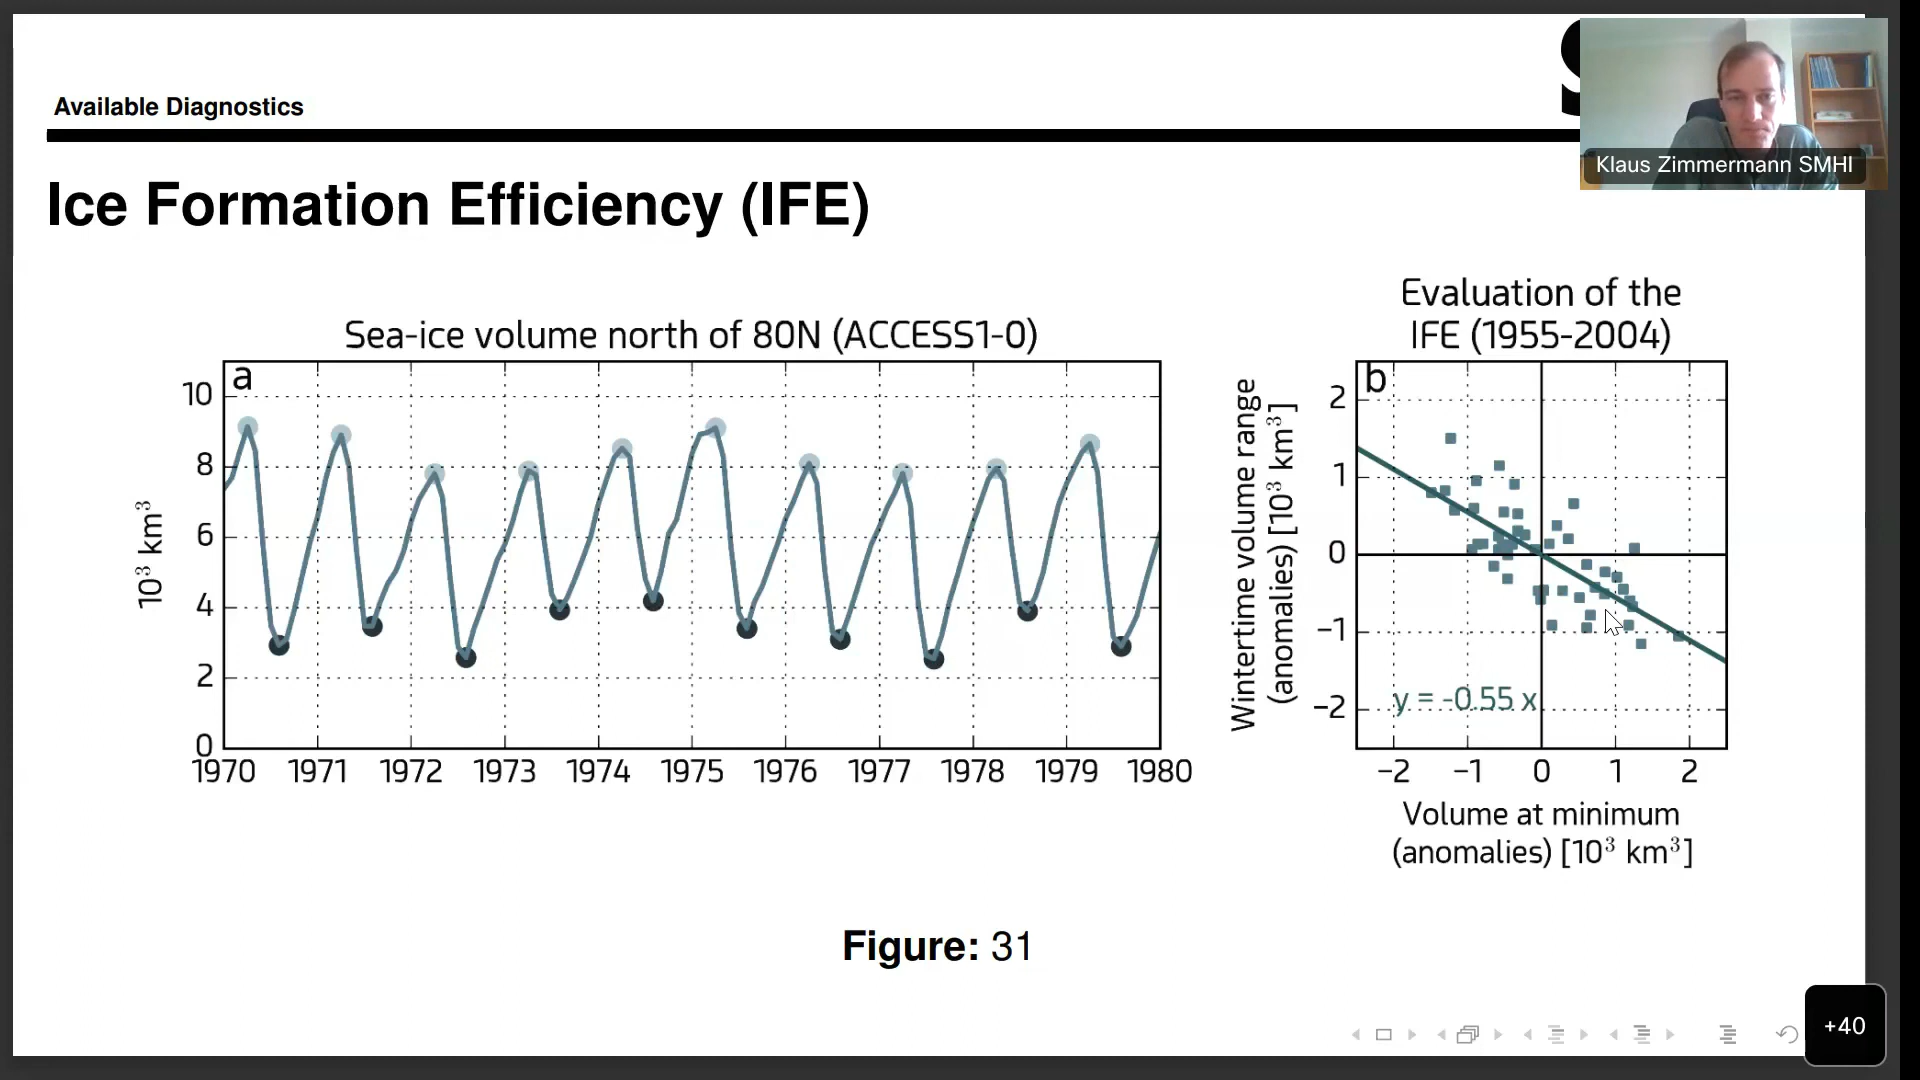 Available Diagnostics
Klaus Zimmermann SMHI
Ice Formation Efficiency (IFE)
Sea-ice volume north of 80N (ACCESS1-0)
a
10³ km³
10
8
6
4
2
0
1970 1971 1972 1973 1974 1975 1976 1977 1978 1979 1980
Evaluation of the
IFE (1955-2004)
b
Wintertime volume range
(anomalies) [10³ km³]
2
1
0
−1
−2
y = -0.55 x
−2 −1 0 1 2
Volume at minimum
(anomalies) [10³ km³]
Figure: 31
+40